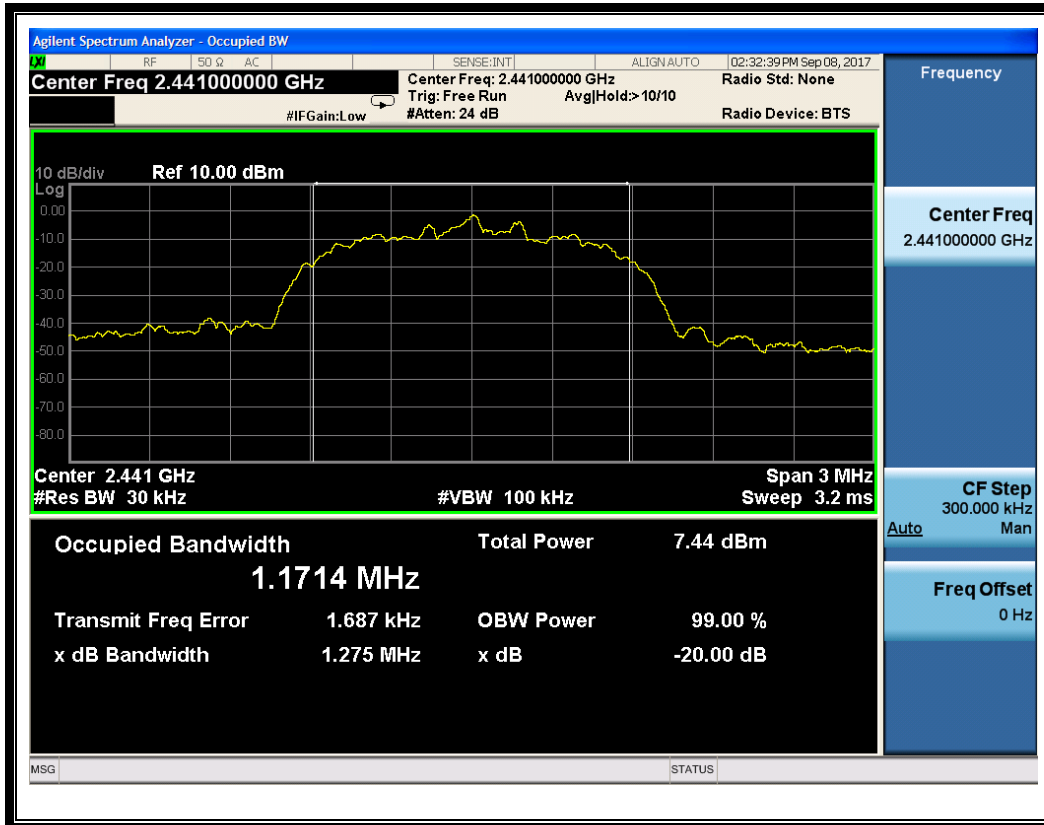 Agilent Spectrum Analyzer - Occupied BW
LXI RF 50 Ω AC SENSE:INT ALIGN AUTO 02:32:39 PM Sep 08, 2017
Center Freq 2.441000000 GHz
Center Freq: 2.441000000 GHz
Radio Std: None
Trig: Free Run Avg|Hold:> 10/10
#IFGain:Low #Atten: 24 dB
Radio Device: BTS
10 dB/div Ref 10.00 dBm
Log
0.00
-10.0
-20.0
-30.0
-40.0
-50.0
-60.0
-70.0
-80.0
Center 2.441 GHz Span 3 MHz
#Res BW 30 kHz #VBW 100 kHz Sweep 3.2 ms
Occupied Bandwidth Total Power 7.44 dBm
1.1714 MHz
Transmit Freq Error 1.687 kHz OBW Power 99.00 %
x dB Bandwidth 1.275 MHz x dB -20.00 dB
MSG STATUS
Frequency
Center Freq
2.441000000 GHz
CF Step
300.000 kHz
Auto Man
Freq Offset
0 Hz